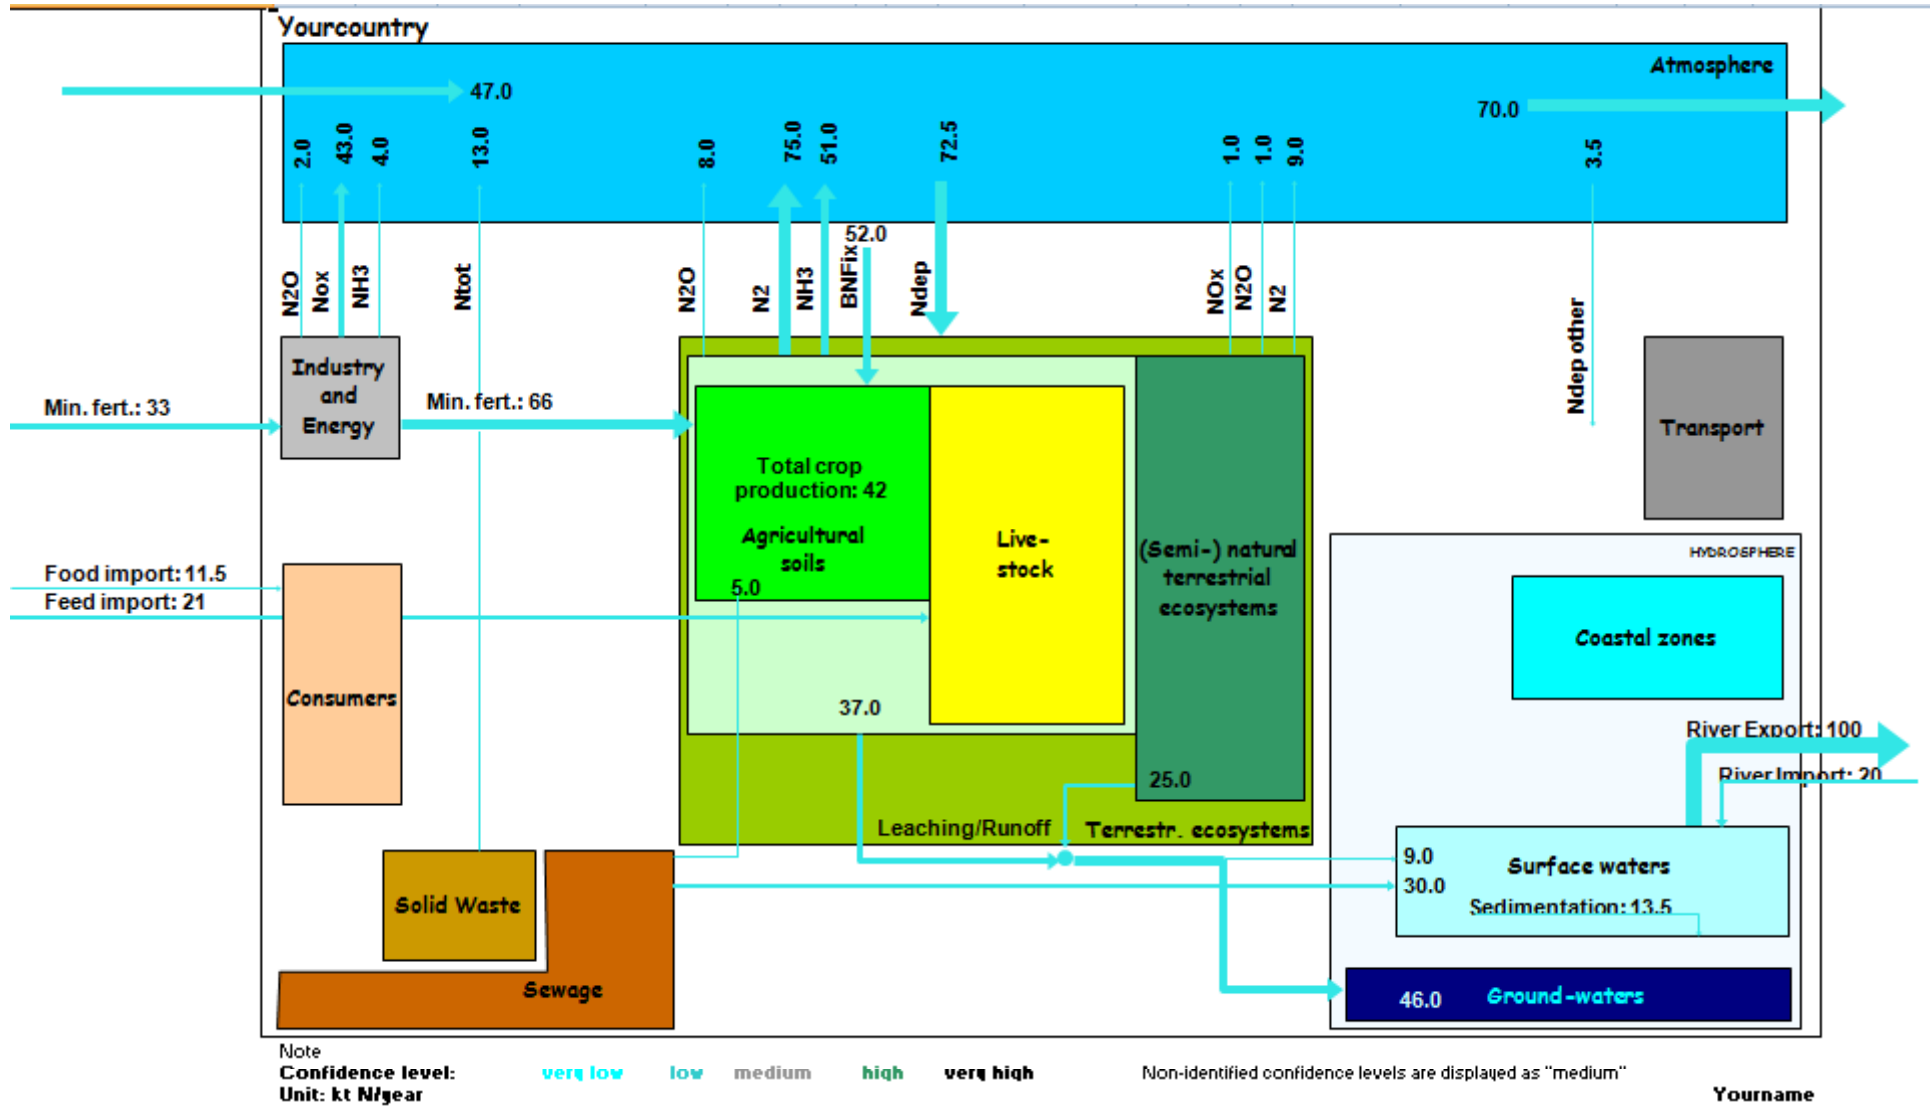 Yourcountry
Atmosphere
47.0
70.0
2.0
43.0
4.0
13.0
8.0
75.0
51.0
72.5
1.0
1.0
9.0
3.5
52.0
N2O
Nox
NH3
Ntot
N2O
N2
NH3
BNFix
Ndep
NOx
N2O
N2
Ndep other
Industry
and
Energy
Min. fert.: 33
Min. fert.: 66
Transport
Total crop
production: 42
Agricultural
soils
5.0
Live-
stock
(Semi-) natural
terrestrial
ecosystems
HYDROSPHERE
Coastal zones
Food import: 11.5
Feed import: 21
Consumers
37.0
25.0
River Export: 100
River Import: 20
Leaching/Runoff
Terrestr. ecosystems
9.0
30.0
Surface waters
Sedimentation: 13.5
Solid Waste
Sewage
46.0
Ground-waters
Note
Confidence level:
very low
low
medium
high
very high
Non-identified confidence levels are displayed as "medium"
Unit: kt N/year
Yourname